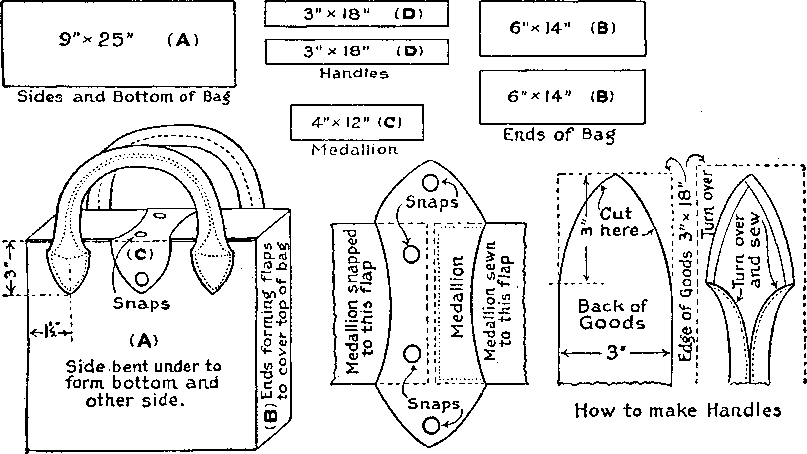 9"x 25" (A)
Sides and Bottom of Bag
3" x 18" (D)
3" x 18" (D)
Handles
4"x 12" (C)
Medallion
6"x 14" (B)
6"x 14" (B)
Ends of Bag
3"
1½"
(C)
Snaps
(A)
Side bent under to
form bottom and
other side.
(B) Ends forming flaps
to cover top of bag
Snaps
Medallion snapped
to this flap
Medallion
Medallion sewn
to this flap
Snaps
3"
Cut
here
Back of
Goods
3"
Edge of Goods 3"x 18"
Turn over
Turn over
and sew
How to make Handles